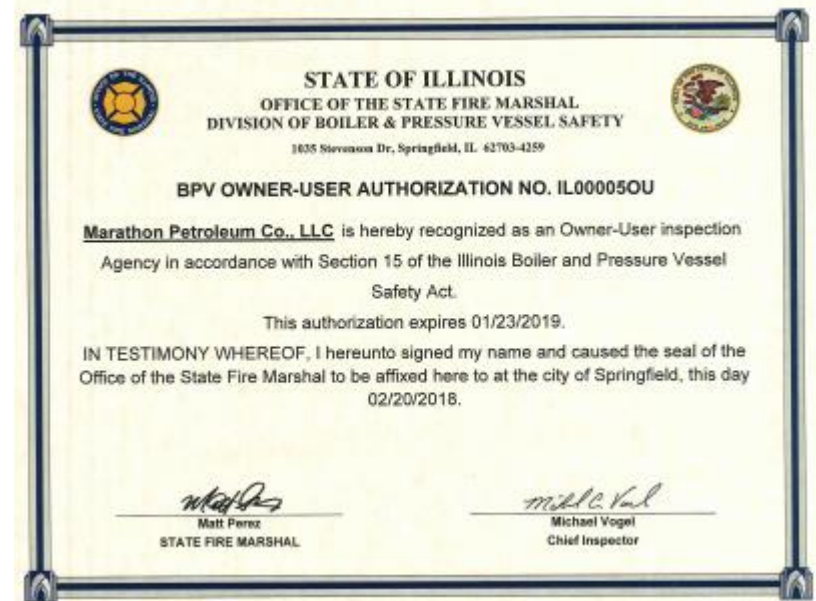 STATE OF ILLINOIS
OFFICE OF THE STATE FIRE MARSHAL
DIVISION OF BOILER & PRESSURE VESSEL SAFETY
1035 Stevenson Dr, Springfield, IL 62703-4259
BPV OWNER-USER AUTHORIZATION NO. IL00005OU
Marathon Petroleum Co., LLC is hereby recognized as an Owner-User inspection
Agency in accordance with Section 15 of the Illinois Boiler and Pressure Vessel
Safety Act.
This authorization expires 01/23/2019.
IN TESTIMONY WHEREOF, I hereunto signed my name and caused the seal of the
Office of the State Fire Marshal to be affixed here to at the city of Springfield, this day
02/20/2018.
Matt Perez
STATE FIRE MARSHAL
Michael Vogel
Chief Inspector